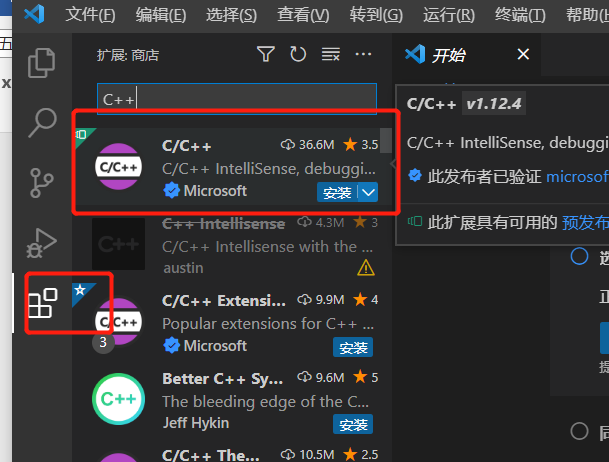 文件(F) 编辑(E) 选择(S) 查看(V) 转到(G) 运行(R) 终端(T) 帮助(H
五
x
扩展: 商店
开始
C++
C/C++ 36.6M 3.5
C/C++ IntelliSense, debuggi...
Microsoft 安装
C/C++
C++ Intellisense 4.3M 3
C/C++ Intellisense with the ...
austin
C++
C/C++ Extensi... 9.9M 4
Popular extensions for C++ ...
Microsoft 安装
C/C++
3
Better C++ Sy... 9.6M 5
The bleeding edge of the C...
Jeff Hykin 安装
C++
C/C++ The... 10.5M 2.5
C/C++ v1.12.4
C/C++ IntelliSense, debugging
此发布者已验证 microsof
此扩展具有可用的 预发布